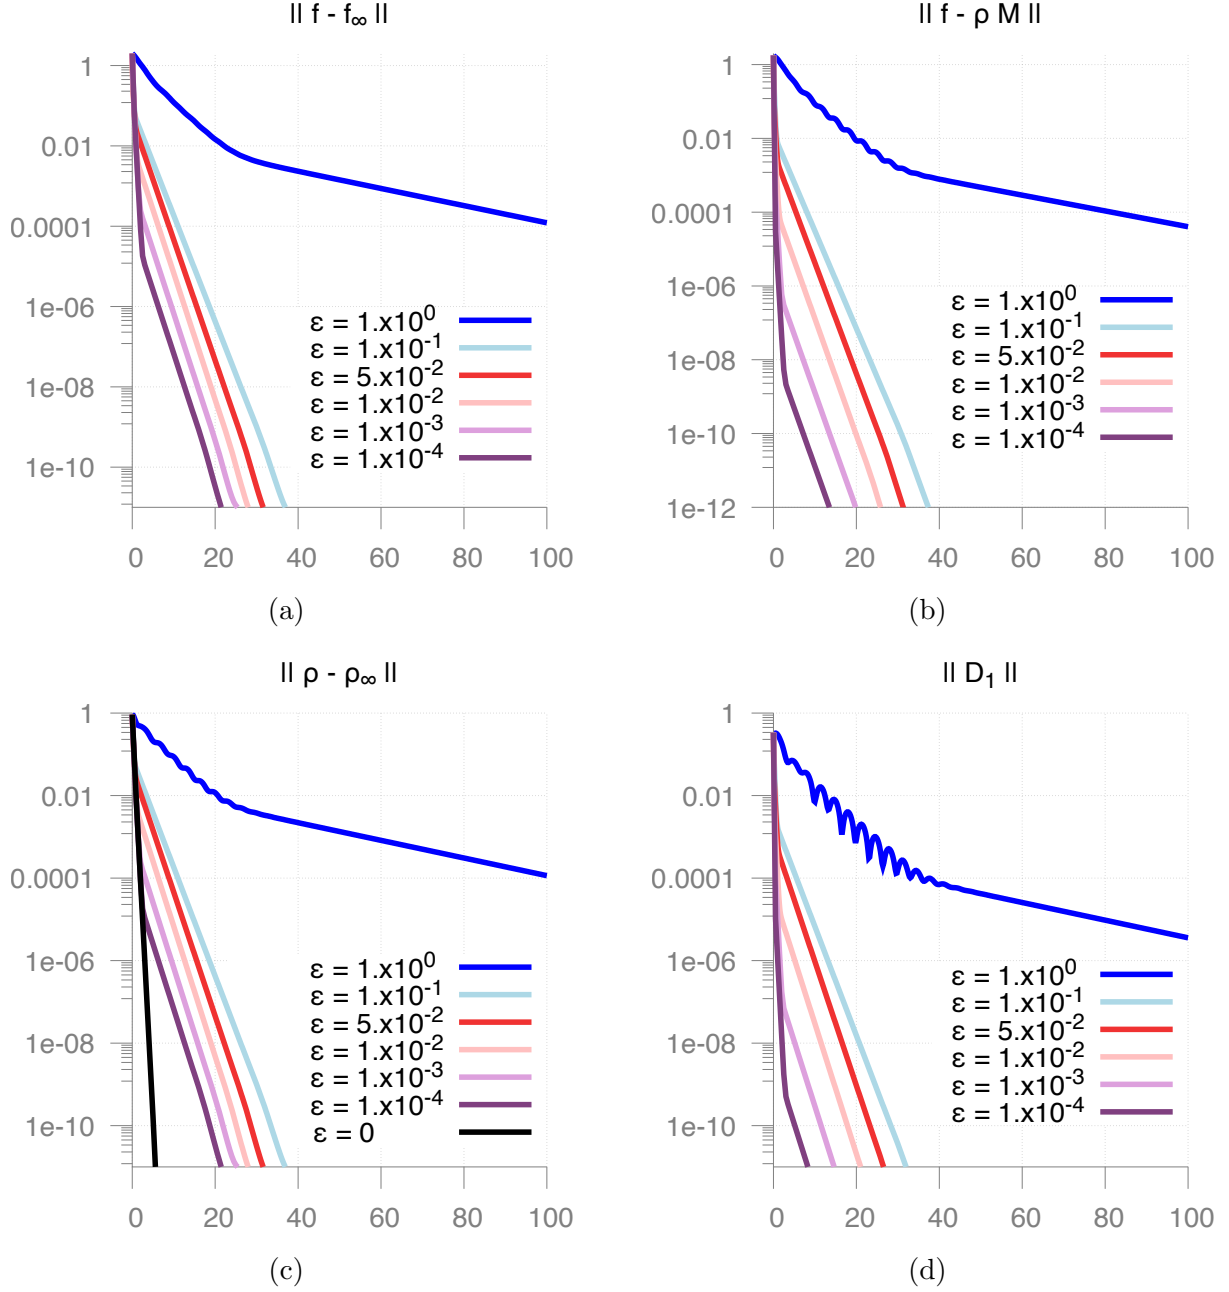 || f - f∞ ||
1
0.01
0.0001
1e-06
1e-08
1e-10
0 20 40 60 80 100
ε = 1.x10⁰
ε = 1.x10⁻¹
ε = 5.x10⁻²
ε = 1.x10⁻²
ε = 1.x10⁻³
ε = 1.x10⁻⁴
(a)
|| f - ρ M ||
1
0.01
0.0001
1e-06
1e-08
1e-10
1e-12
0 20 40 60 80 100
ε = 1.x10⁰
ε = 1.x10⁻¹
ε = 5.x10⁻²
ε = 1.x10⁻²
ε = 1.x10⁻³
ε = 1.x10⁻⁴
(b)
|| ρ - ρ∞ ||
1
0.01
0.0001
1e-06
1e-08
1e-10
0 20 40 60 80 100
ε = 1.x10⁰
ε = 1.x10⁻¹
ε = 5.x10⁻²
ε = 1.x10⁻²
ε = 1.x10⁻³
ε = 1.x10⁻⁴
ε = 0
(c)
|| D₁ ||
1
0.01
0.0001
1e-06
1e-08
1e-10
0 20 40 60 80 100
ε = 1.x10⁰
ε = 1.x10⁻¹
ε = 5.x10⁻²
ε = 1.x10⁻²
ε = 1.x10⁻³
ε = 1.x10⁻⁴
(d)